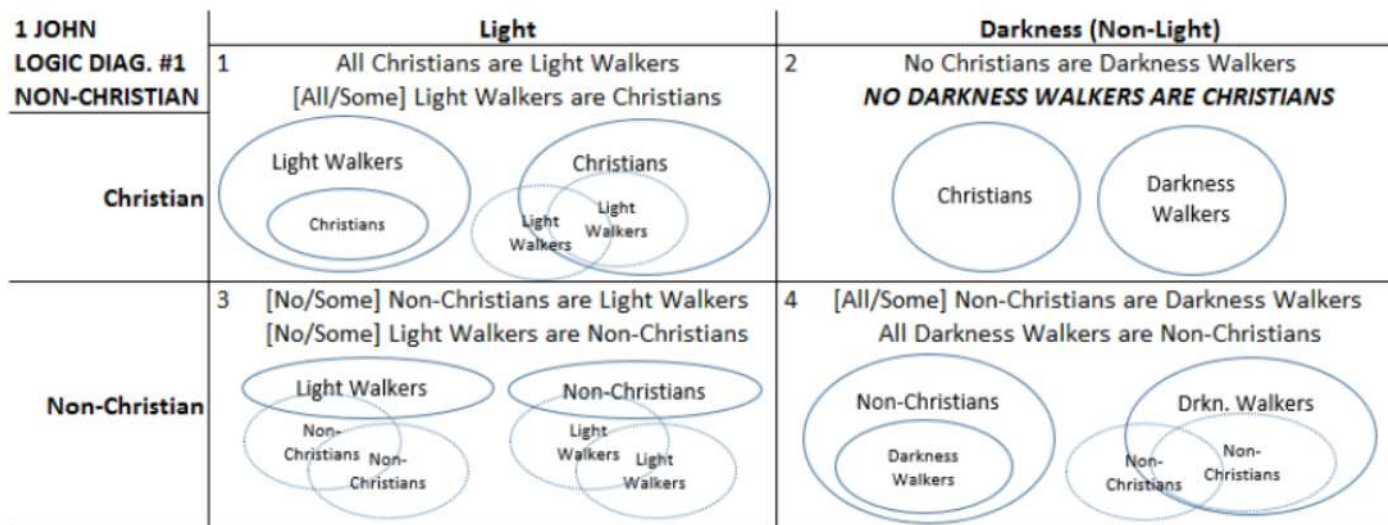 1 JOHN
LOGIC DIAG. #1
NON-CHRISTIAN
Light
Darkness (Non-Light)
Christian
1
All Christians are Light Walkers
[All/Some] Light Walkers are Christians
Light Walkers
Christians
Christians
Light
Walkers
Light
Walkers
2
No Christians are Darkness Walkers
NO DARKNESS WALKERS ARE CHRISTIANS
Christians
Darkness
Walkers
Non-Christian
3
[No/Some] Non-Christians are Light Walkers
[No/Some] Light Walkers are Non-Christians
Light Walkers
Non-
Christians
Non-
Christians
Non-Christians
Light
Walkers
Light
Walkers
4
[All/Some] Non-Christians are Darkness Walkers
All Darkness Walkers are Non-Christians
Non-Christians
Darkness
Walkers
Drkn. Walkers
Non-
Christians
Non-
Christians